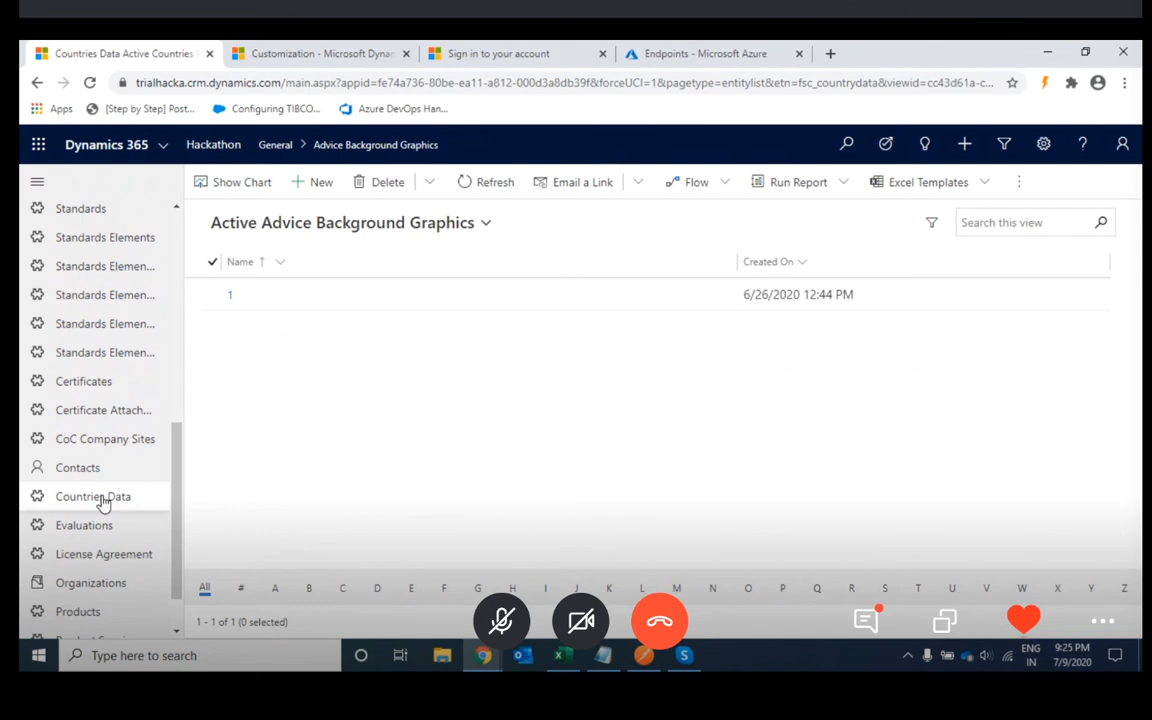 Countries Data Active Countries
Customization - Microsoft Dynar
Sign in to your account
Endpoints - Microsoft Azure
trialhacka.crm.dynamics.com/main.aspx?appid=fe74a736-80be-ea11-a812-000d3a8db39f&forceUCI=1&pagetype=entitylist&etn=fsc_countrydata&viewid=cc43d61a-c...
Apps
[Step by Step] Post...
Configuring TIBCO...
Azure DevOps Han...
Dynamics 365
Hackathon
General > Advice Background Graphics
Show Chart
New
Delete
Refresh
Email a Link
Flow
Run Report
Excel Templates
Standards
Standards Elements
Standards Elemen...
Standards Elemen...
Standards Elemen...
Standards Elemen...
Certificates
Certificate Attach...
CoC Company Sites
Contacts
Countries Data
Evaluations
License Agreement
Organizations
Products
Active Advice Background Graphics
Search this view
Name
Created On
1
6/26/2020 12:44 PM
All # A B C D E F G H I J K L M N O P Q R S T U V W X Y Z
1 - 1 of 1 (0 selected)
Type here to search
ENG
IN
9:25 PM
7/9/2020